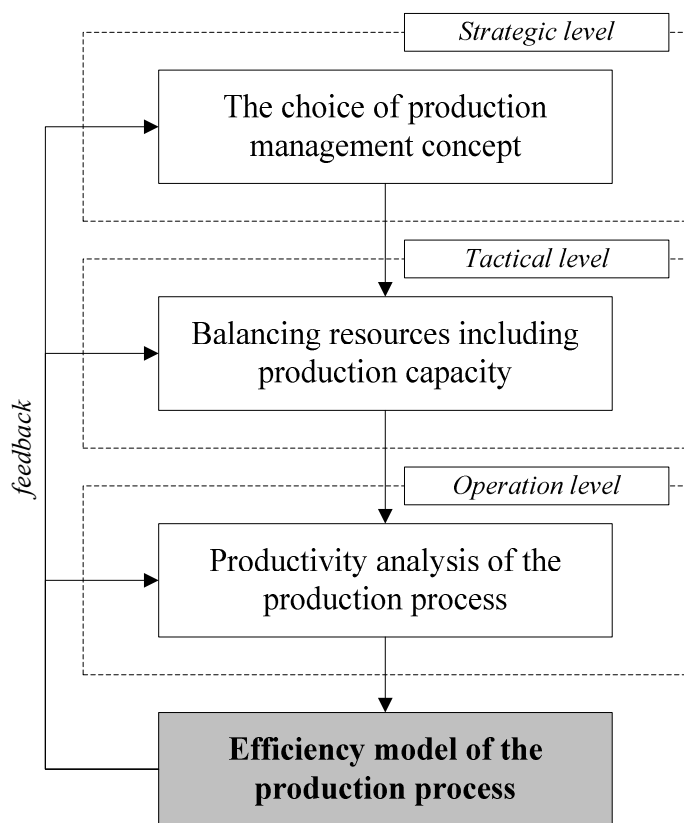 Strategic level
The choice of production
management concept
Tactical level
Balancing resources including
production capacity
feedback
Operation level
Productivity analysis of the
production process
Efficiency model of the
production process